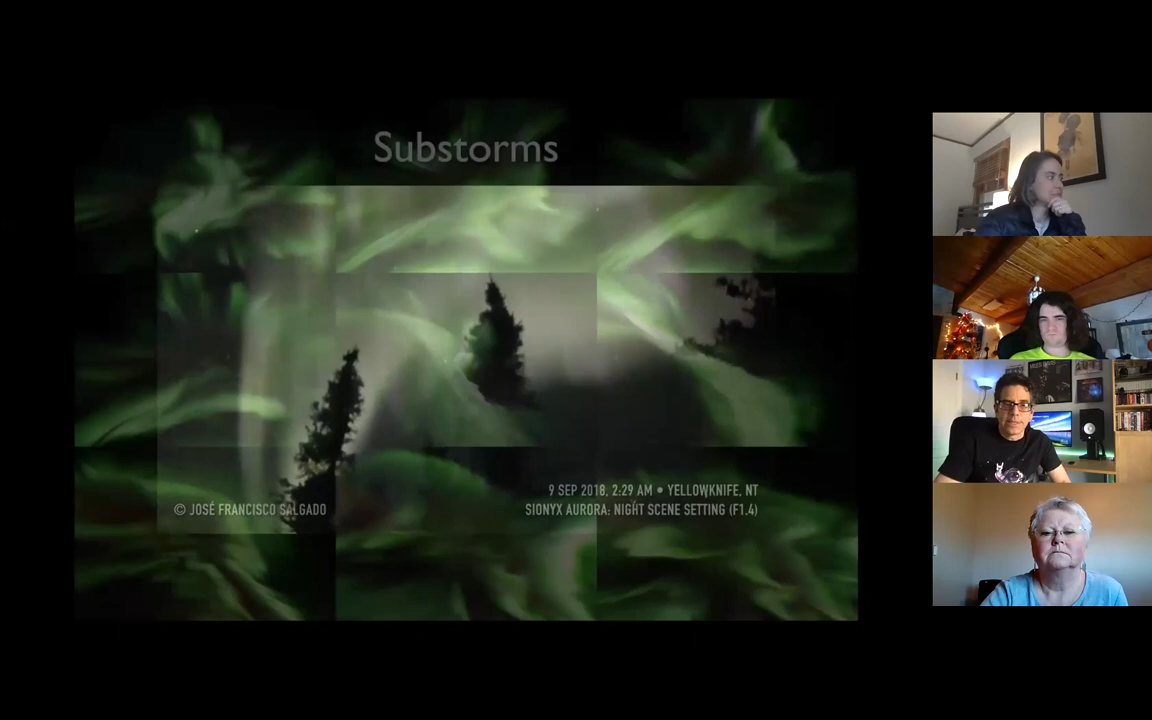 Substorms
9 SEP 2018, 2:29 AM • YELLOWKNIFE, NT
© JOSÉ FRANCISCO SALGADO
SIONYX AURORA: NIGHT SCENE SETTING (F1.4)